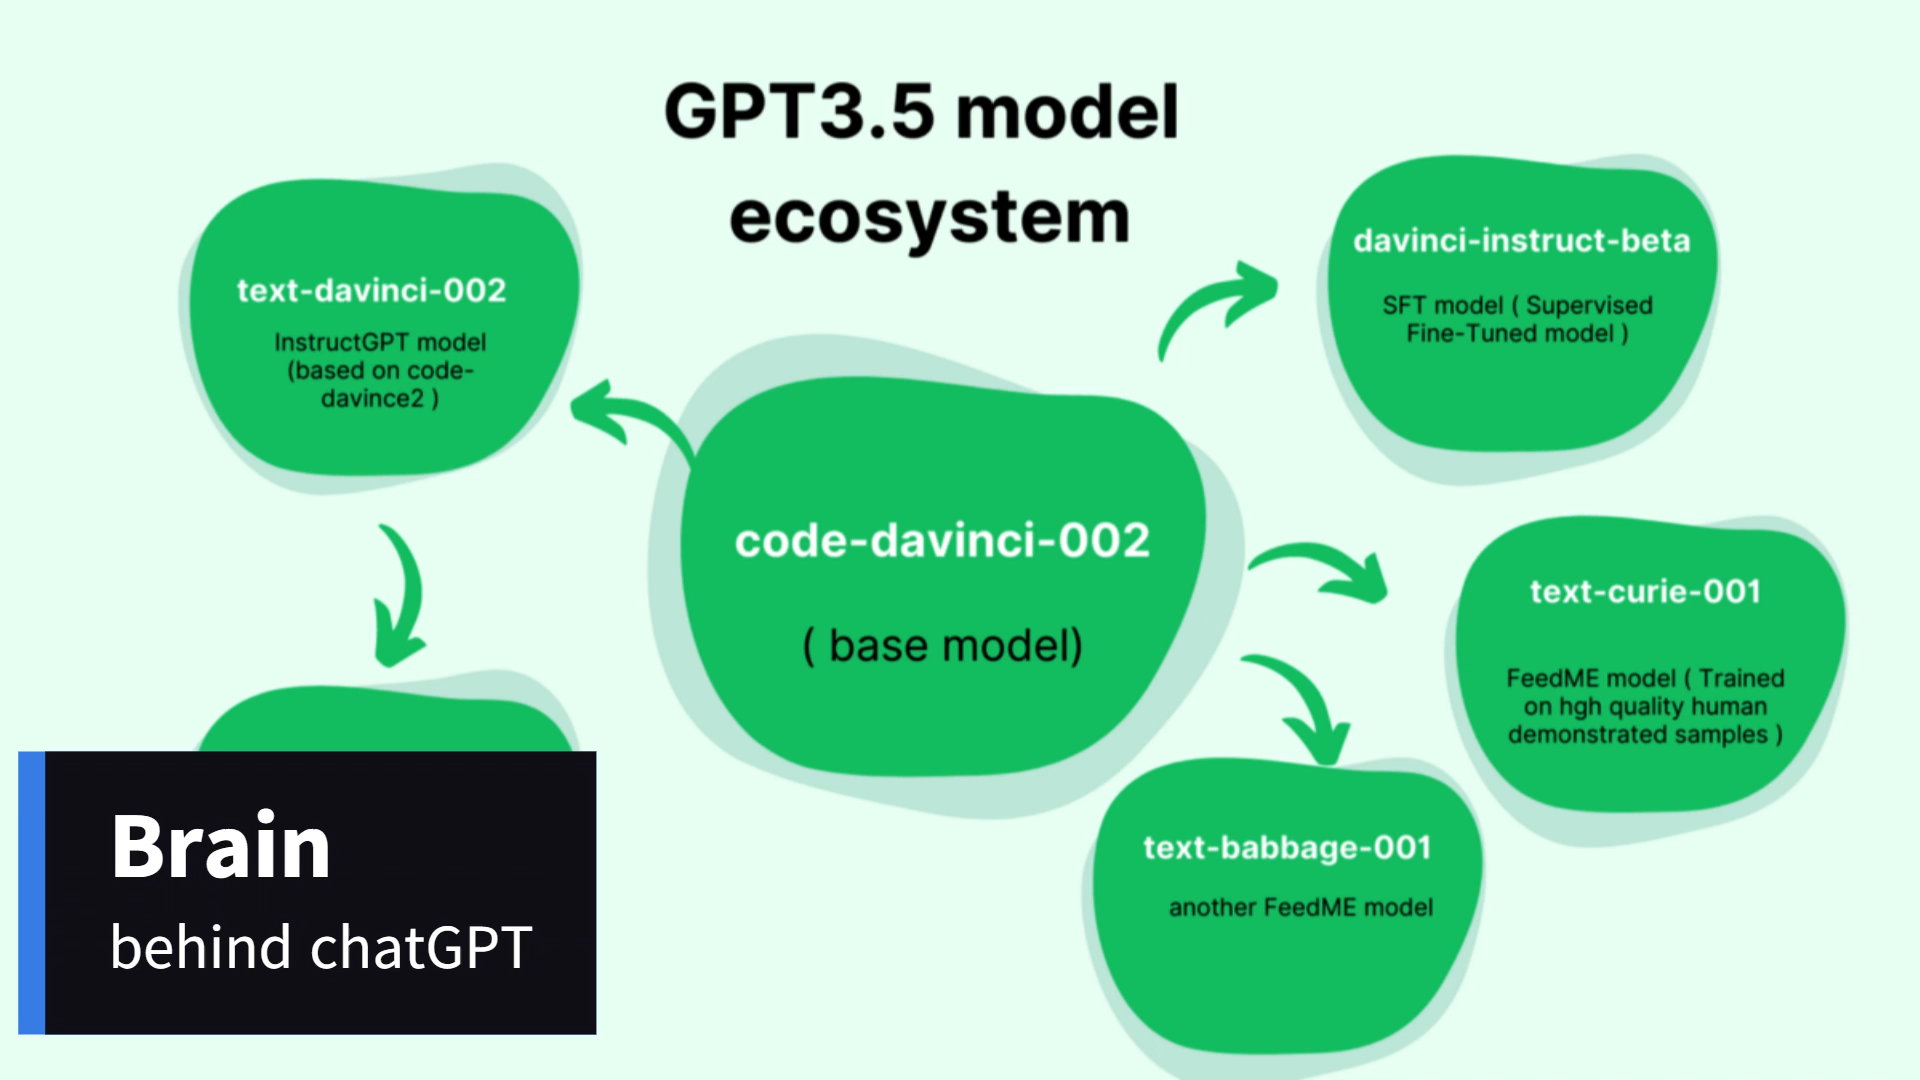 GPT3.5 model
ecosystem
text-davinci-002
InstructGPT model
(based on code-
davince2 )
davinci-instruct-beta
SFT model ( Supervised
Fine-Tuned model )
code-davinci-002
( base model)
text-curie-001
FeedME model ( Trained
on hgh quality human
demonstrated samples )
text-babbage-001
another FeedME model
Brain
behind chatGPT